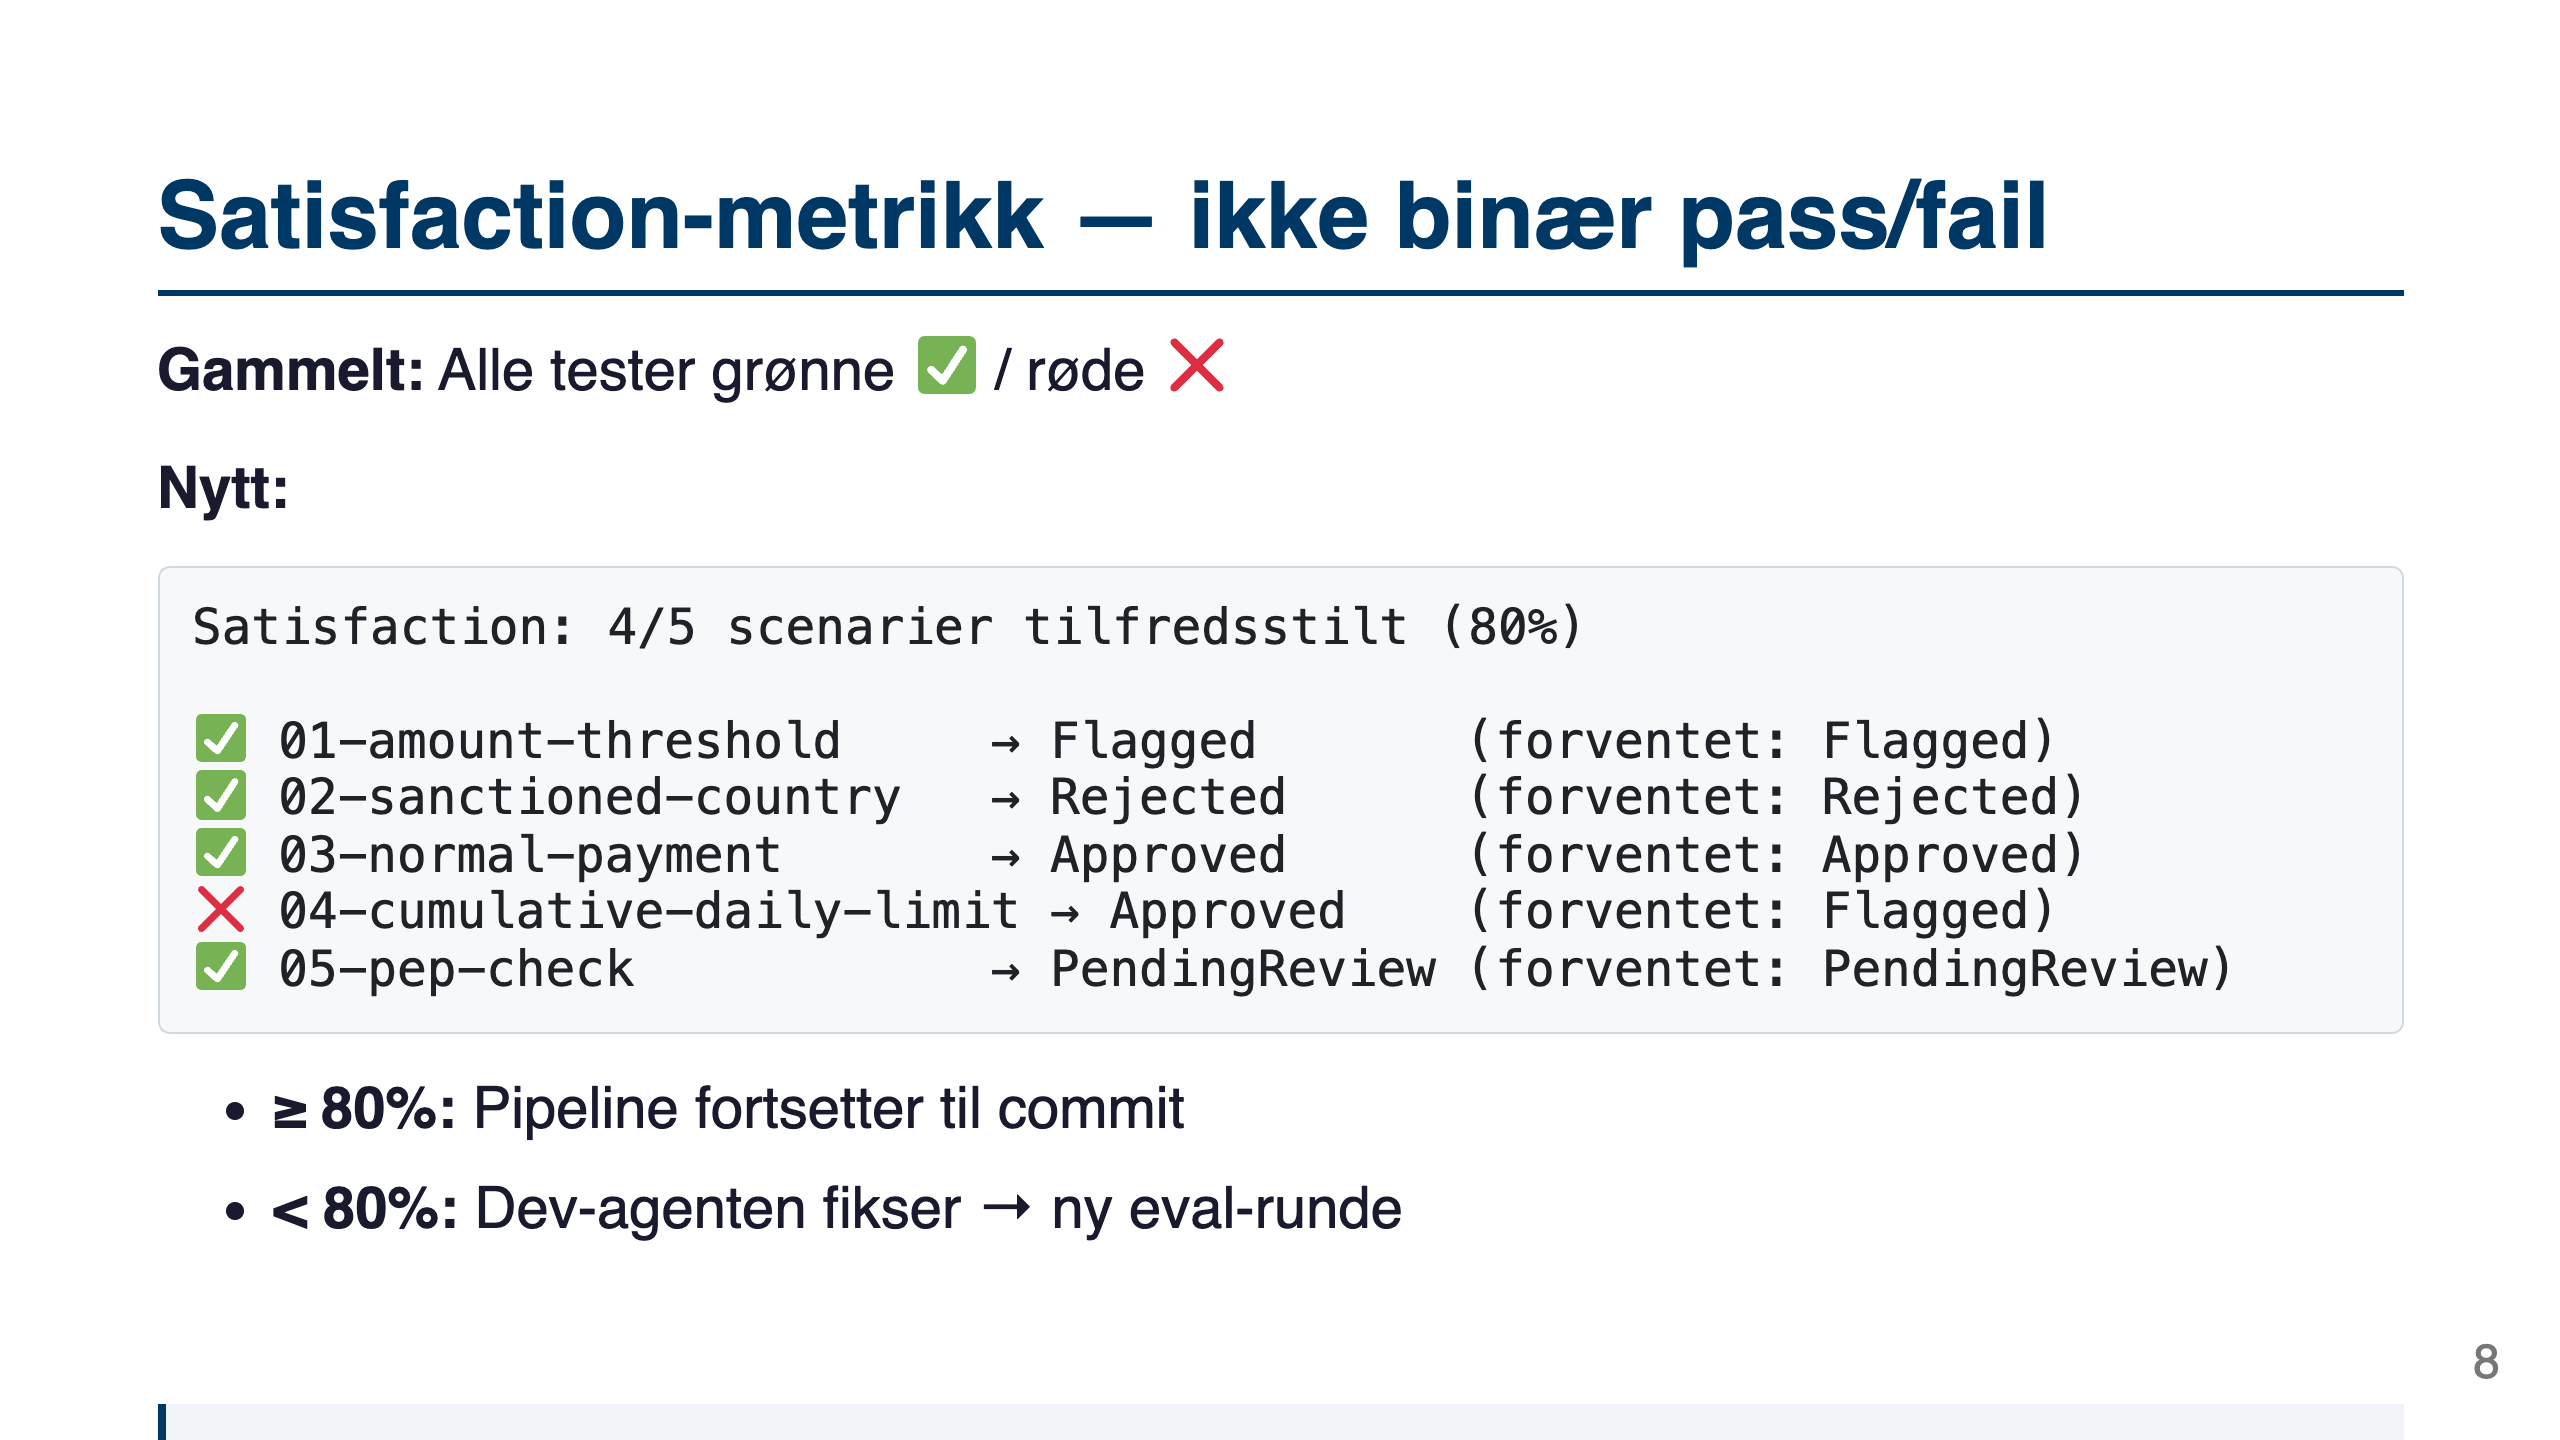 Satisfaction-metrikk — ikke binær pass/fail
Gammelt: Alle tester grønne ✅ / røde ❌
Nytt:
Satisfaction: 4/5 scenarier tilfredsstilt (80%)
✅ 01-amount-threshold     → Flagged       (forventet: Flagged)
✅ 02-sanctioned-country   → Rejected      (forventet: Rejected)
✅ 03-normal-payment       → Approved      (forventet: Approved)
❌ 04-cumulative-daily-limit → Approved    (forventet: Flagged)
✅ 05-pep-check            → PendingReview (forventet: PendingReview)
• ≥ 80%: Pipeline fortsetter til commit
• < 80%: Dev-agenten fikser → ny eval-runde
8